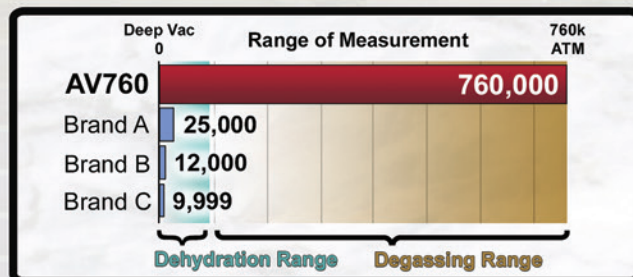 Deep Vac
0
Range of Measurement
760k
ATM
AV760 760,000
Brand A 25,000
Brand B 12,000
Brand C 9,999
Dehydration Range Degassing Range